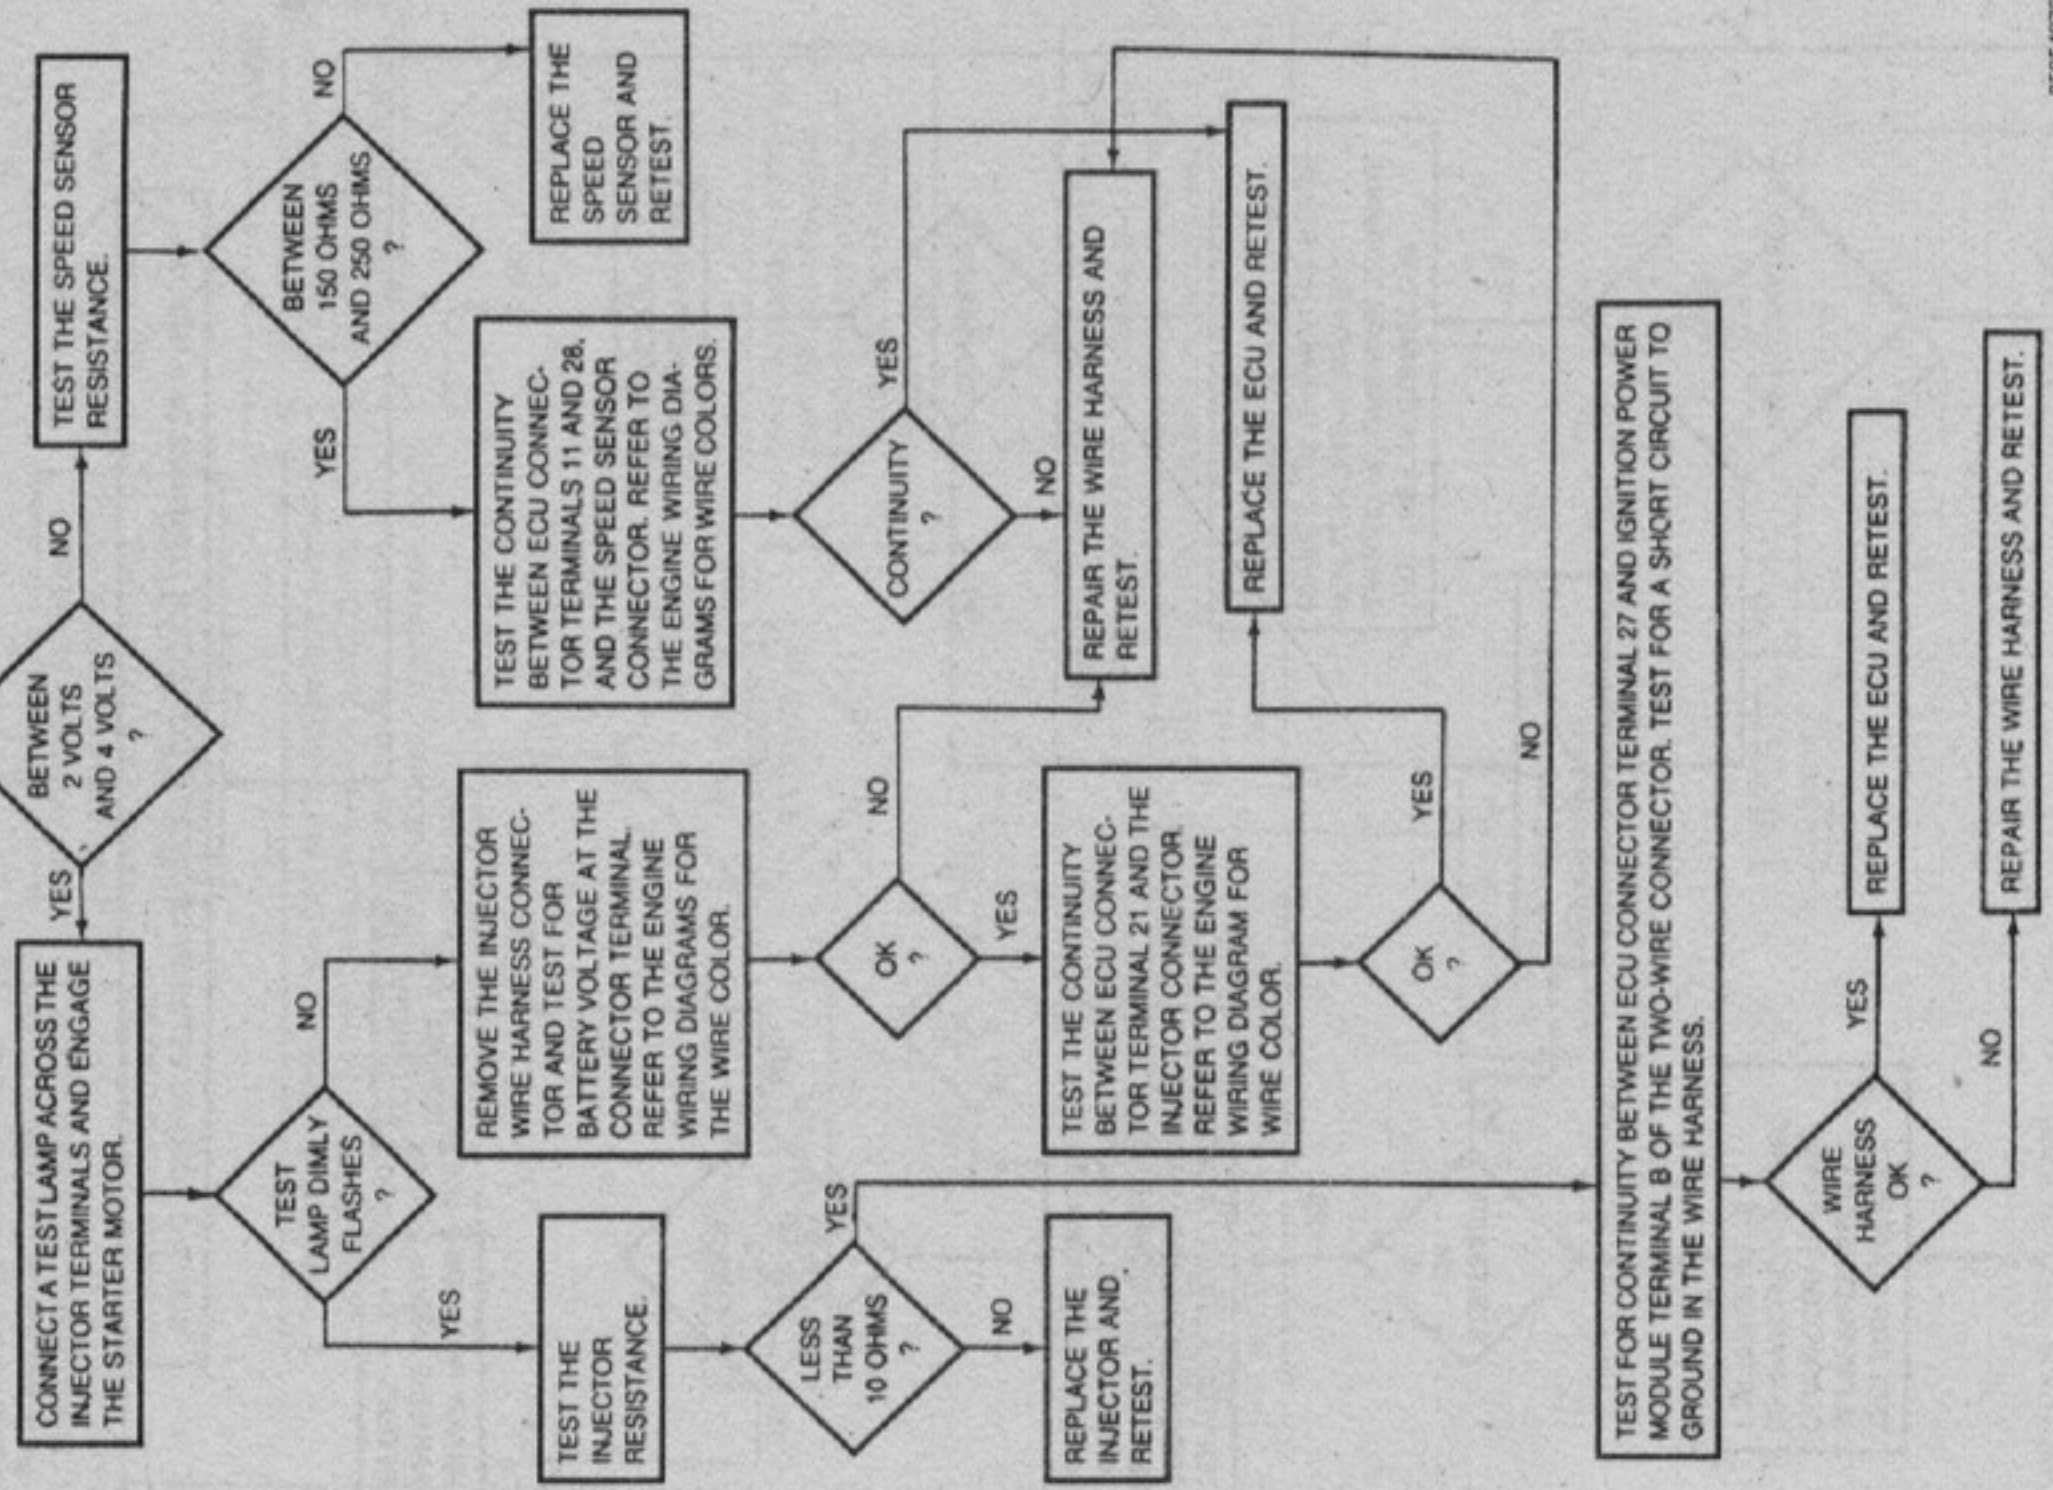 BETWEEN
2 VOLTS
AND 4 VOLTS
?
YES
NO
CONNECT A TEST LAMP ACROSS THE
INJECTOR TERMINALS AND ENGAGE
THE STARTER MOTOR.
TEST THE SPEED SENSOR
RESISTANCE.
TEST
LAMP DIMLY
FLASHES
?
YES
NO
BETWEEN
150 OHMS
AND 250 OHMS
?
YES
NO
TEST THE
INJECTOR
RESISTANCE.
REMOVE THE INJECTOR
WIRE HARNESS CONNEC-
TOR AND TEST FOR
BATTERY VOLTAGE AT THE
CONNECTOR TERMINAL.
REFER TO THE ENGINE
WIRING DIAGRAMS FOR
THE WIRE COLOR.
TEST THE CONTINUITY
BETWEEN ECU CONNEC-
TOR TERMINALS 11 AND 28.
AND THE SPEED SENSOR
CONNECTOR. REFER TO
THE ENGINE WIRING DIA-
GRAMS FOR WIRE COLORS.
REPLACE THE
SPEED
SENSOR AND
RETEST.
LESS
THAN
10 OHMS
?
YES
NO
OK
?
NO
YES
CONTINUITY
?
YES
NO
REPLACE THE
INJECTOR AND
RETEST.
TEST THE CONTINUITY
BETWEEN ECU CONNEC-
TOR TERMINAL 21 AND THE
INJECTOR CONNECTOR.
REFER TO THE ENGINE
WIRING DIAGRAM FOR
WIRE COLOR.
REPAIR THE WIRE HARNESS AND
RETEST.
REPLACE THE ECU AND RETEST.
OK
?
YES
NO
TEST FOR CONTINUITY BETWEEN ECU CONNECTOR TERMINAL 27 AND IGNITION POWER
MODULE TERMINAL B OF THE TWO-WIRE CONNECTOR. TEST FOR A SHORT CIRCUIT TO
GROUND IN THE WIRE HARNESS.
WIRE
HARNESS
OK
?
YES
NO
REPLACE THE ECU AND RETEST.
REPAIR THE WIRE HARNESS AND RETEST.